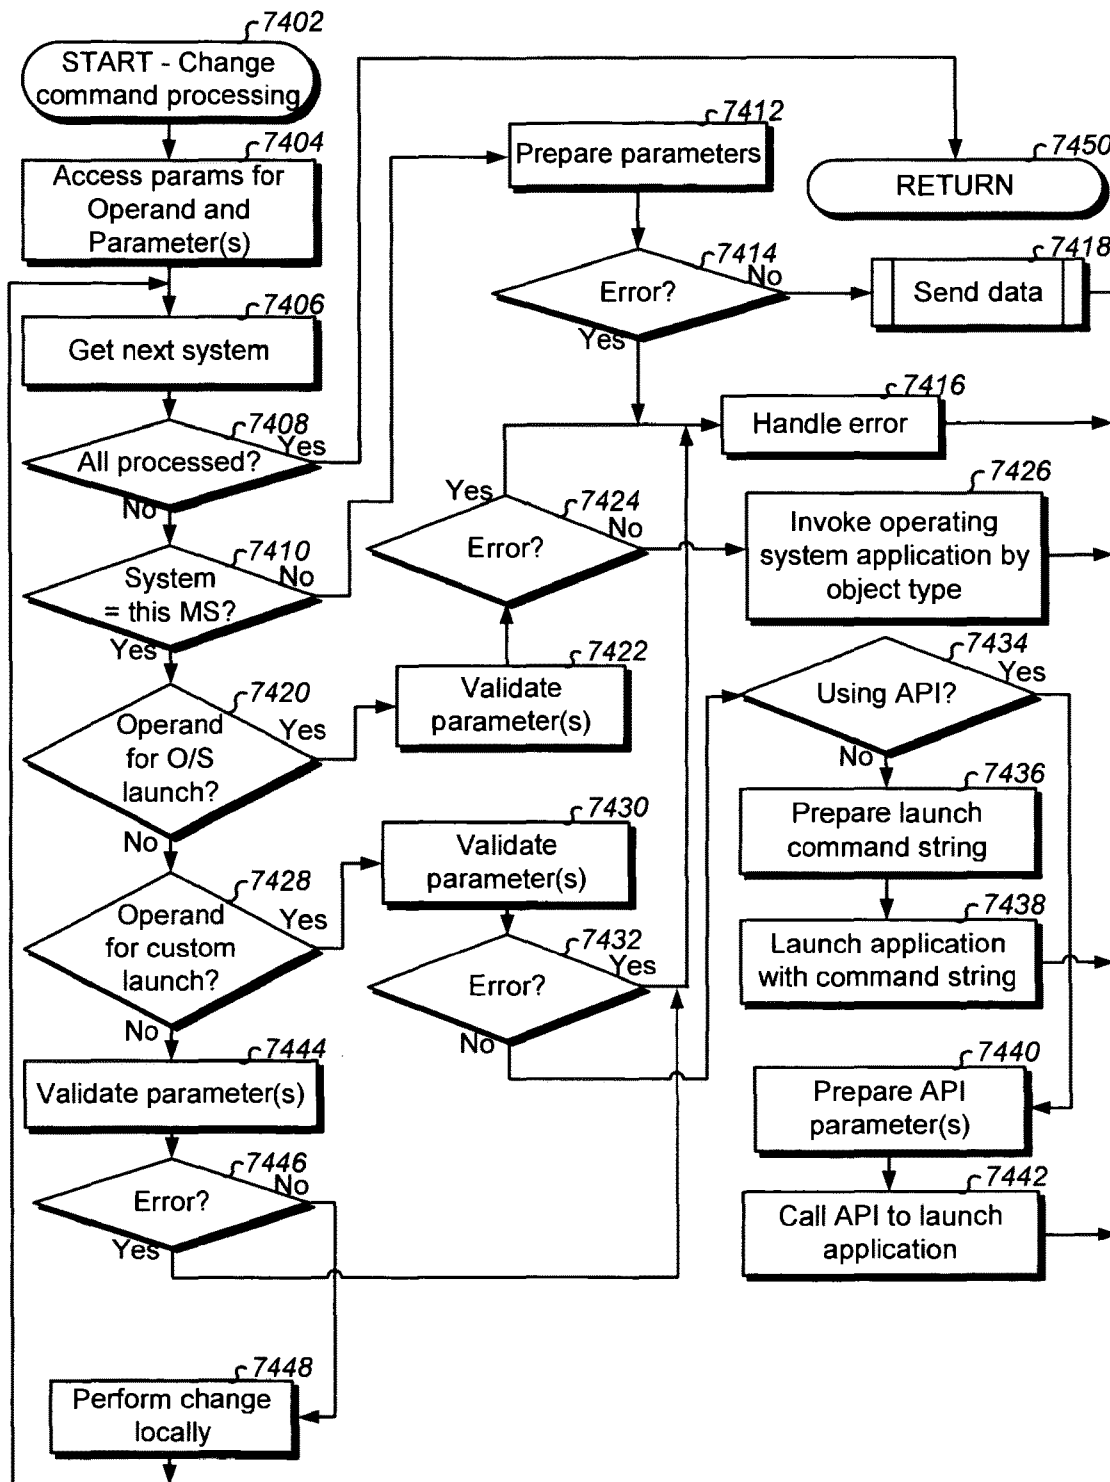 7402
START - Change
command processing
7404
Access params for
Operand and
Parameter(s)
7406
Get next system
7408
All processed?
Yes
No
7410
System
= this MS?
No
Yes
7412
Prepare parameters
7414
Error?
No
Yes
7450
RETURN
7418
Send data
7416
Handle error
7420
Operand
for O/S
launch?
Yes
No
7422
Validate
parameter(s)
7424
Error?
Yes
No
7426
Invoke operating
system application by
object type
7428
Operand
for custom
launch?
Yes
No
7430
Validate
parameter(s)
7432
Error?
Yes
No
7434
Using API?
Yes
No
7436
Prepare launch
command string
7438
Launch application
with command string
7440
Prepare API
parameter(s)
7442
Call API to launch
application
7444
Validate parameter(s)
7446
Error?
No
Yes
7448
Perform change
locally